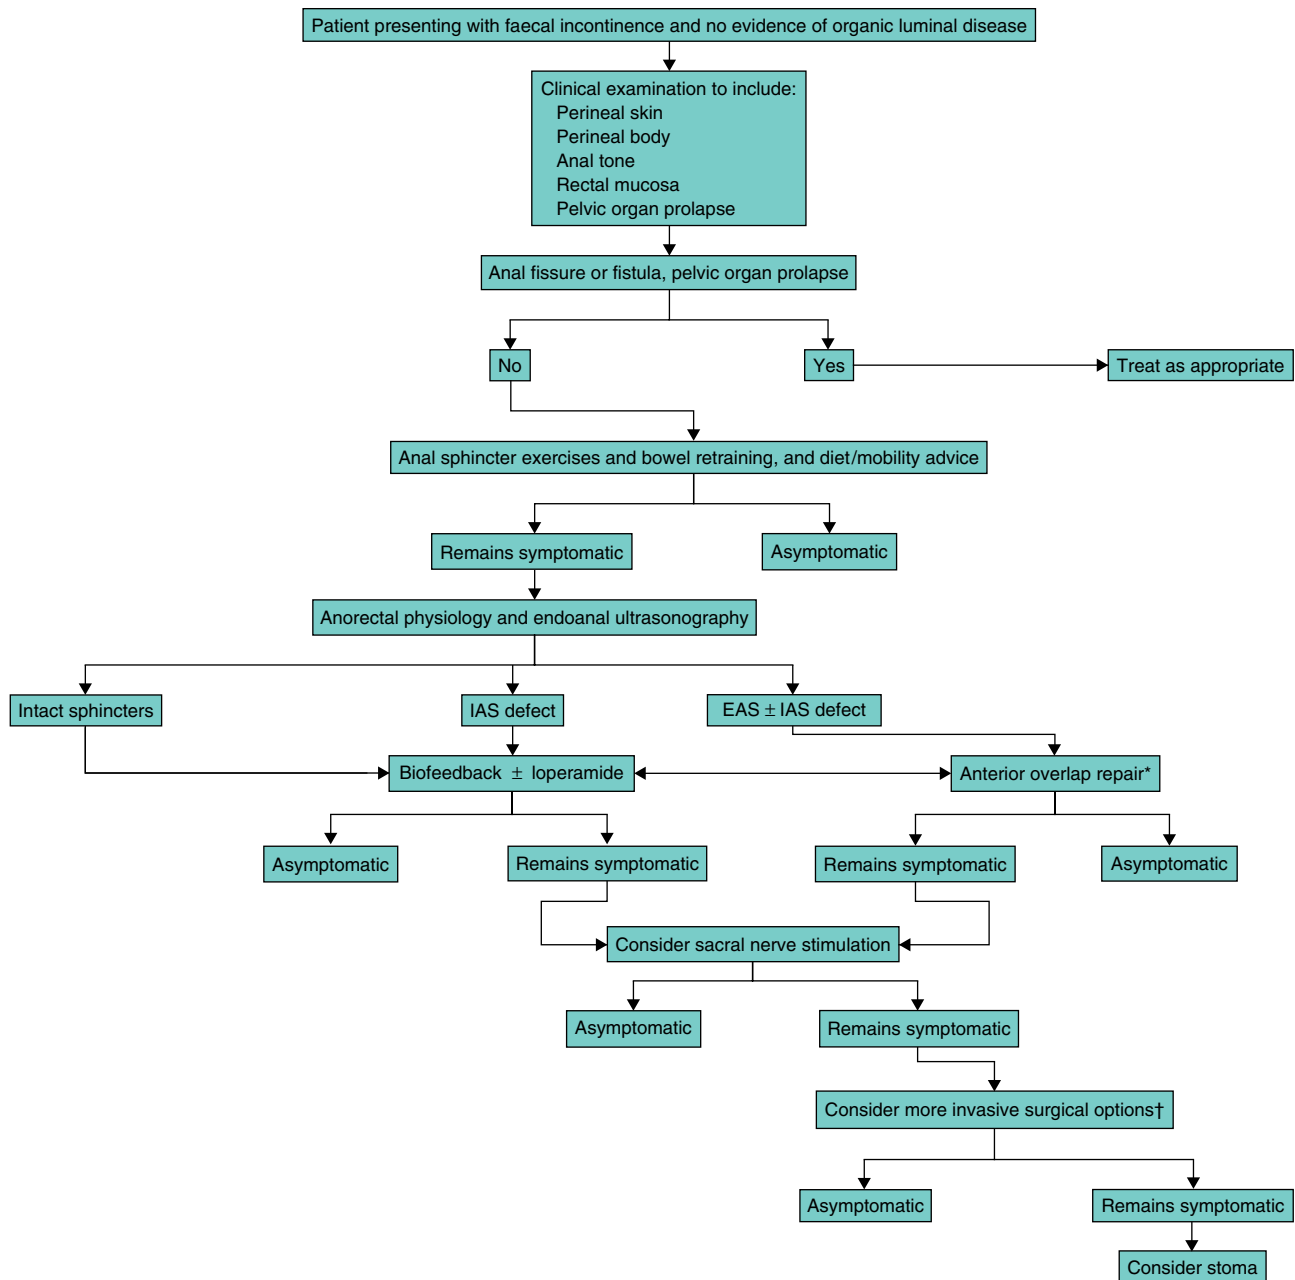 Patient presenting with faecal incontinence and no evidence of organic luminal disease
Clinical examination to include:
Perineal skin
Perineal body
Anal tone
Rectal mucosa
Pelvic organ prolapse
Anal fissure or fistula, pelvic organ prolapse
No
Yes
Treat as appropriate
Anal sphincter exercises and bowel retraining, and diet/mobility advice
Remains symptomatic
Asymptomatic
Anorectal physiology and endoanal ultrasonography
Intact sphincters
IAS defect
EAS ± IAS defect
Biofeedback ± loperamide
Anterior overlap repair*
Asymptomatic
Remains symptomatic
Remains symptomatic
Asymptomatic
Consider sacral nerve stimulation
Asymptomatic
Remains symptomatic
Consider more invasive surgical options†
Asymptomatic
Remains symptomatic
Consider stoma